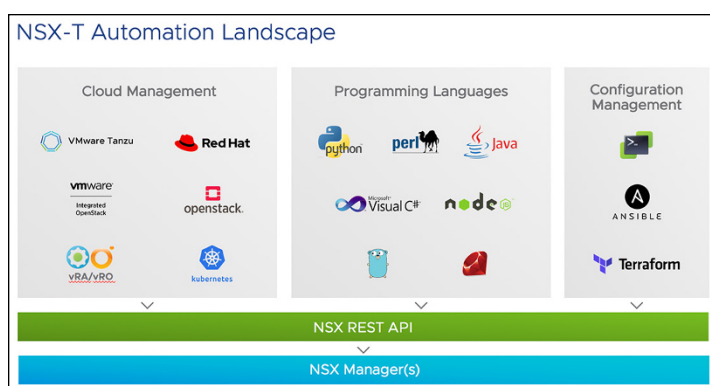 NSX-T Automation Landscape
Cloud Management
VMware Tanzu
Red Hat
vmware
Integrated
OpenStack
openstack.
vRA/vRO
kubernetes
Programming Languages
python
perl
Java
Microsoft
Visual C#
node
JS
Configuration
Management
>_
ANSIBLE
Terraform
NSX REST API
NSX Manager(s)